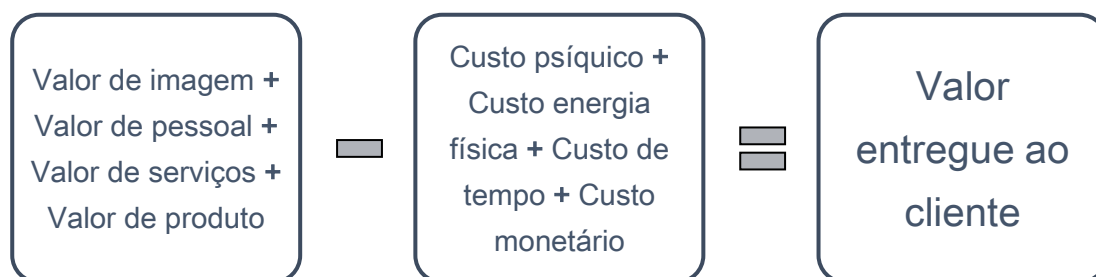 Valor de imagem +
Valor de pessoal +
Valor de serviços +
Valor de produto
Custo psíquico +
Custo energia
física + Custo de
tempo + Custo
monetário
Valor
entregue ao
cliente